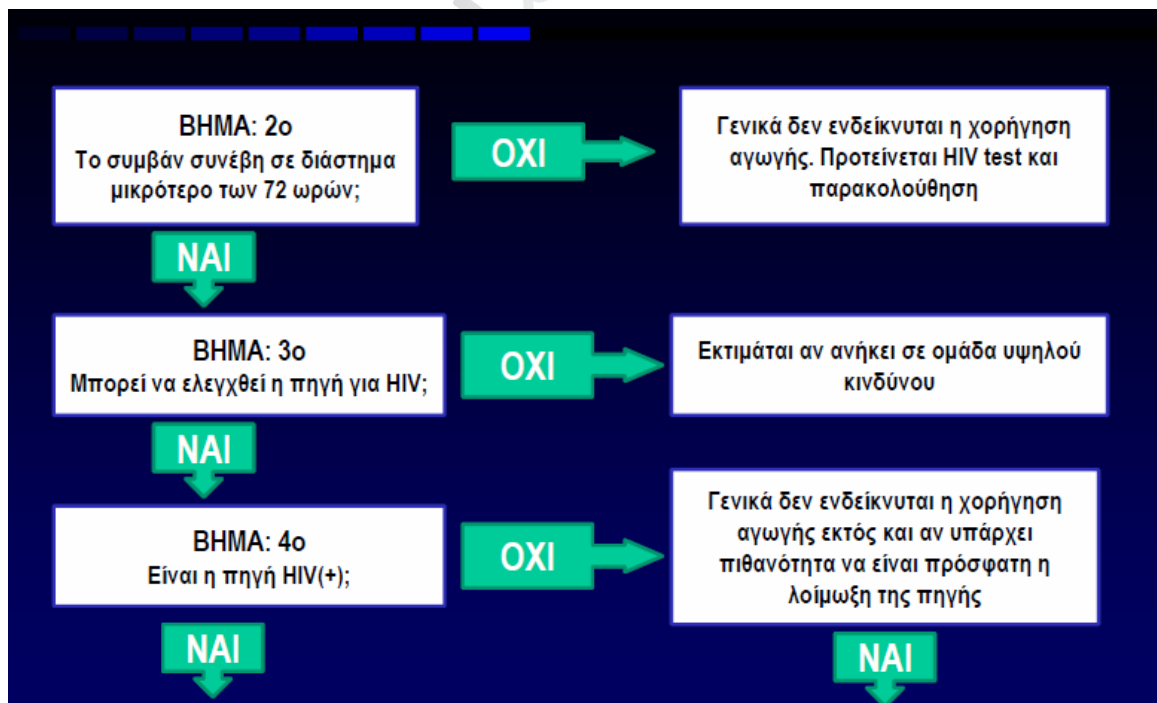 ΒΗΜΑ: 2ο
Το συμβάν συνέβη σε διάστημα
μικρότερο των 72 ωρών;
ΟΧΙ
Γενικά δεν ενδείκνυται η χορήγηση
αγωγής. Προτείνεται HIV test και
παρακολούθηση
ΝΑΙ
ΒΗΜΑ: 3ο
Μπορεί να ελεγχθεί η πηγή για HIV;
ΟΧΙ
Εκτιμάται αν ανήκει σε ομάδα υψηλού
κινδύνου
ΝΑΙ
ΒΗΜΑ: 4ο
Είναι η πηγή HIV(+);
ΟΧΙ
Γενικά δεν ενδείκνυται η χορήγηση
αγωγής εκτός και αν υπάρχει
πιθανότητα να είναι πρόσφατη η
λοίμωξη της πηγής
ΝΑΙ
ΝΑΙ